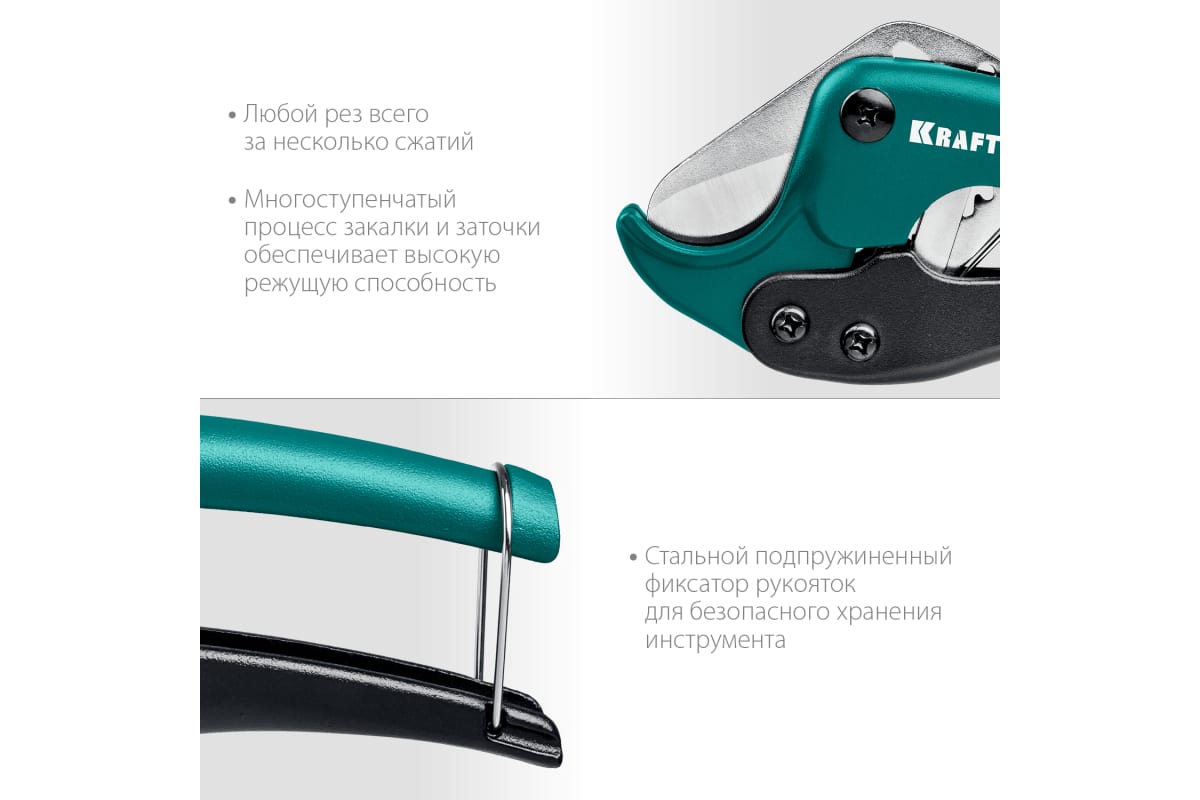 • Любой рез всего
за несколько сжатий
• Многоступенчатый
процесс закалки и заточки
обеспечивает высокую
режущую способность
KRAFT
• Стальной подпружиненный
фиксатор рукояток
для безопасного хранения
инструмента